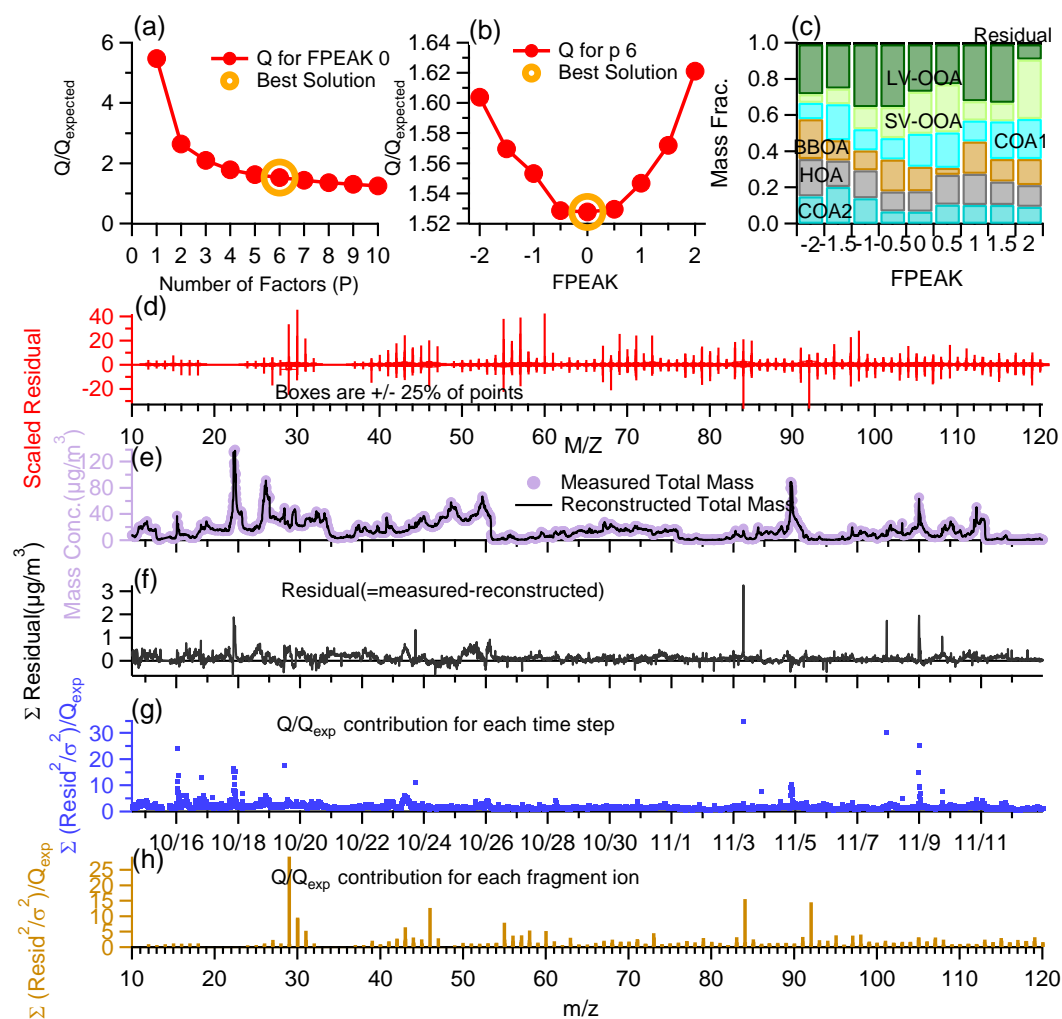 (a)
6
4
2
0
Q/Qexpected
Q for FPEAK 0
Best Solution
0 1 2 3 4 5 6 7 8 9 10
Number of Factors (P)
(b)
1.64
1.62
1.60
1.58
1.56
1.54
1.52
Q/Qexpected
Q for p 6
Best Solution
-2 -1 0 1 2
FPEAK
(c)
1.0
0.8
0.6
0.4
0.2
0.0
Mass Frac.
Residual
LV-OOA
SV-OOA
COA1
BBOA
HOA
COA2
-2 -1.5 -1 -0.5 0 0.5 1 1.5 2
FPEAK
(d)
40
20
0
-20
Scaled Residual
Boxes are +/- 25% of points
10 20 30 40 50 60 70 80 90 100 110 120
M/Z
(e)
120
80
40
0
Mass Conc.(µg/m³)
Measured Total Mass
Reconstructed Total Mass
(f)
3
2
1
0
Σ Residual(µg/m³)
Residual(=measured-reconstructed)
(g)
30
20
10
0
Σ (Resid²/σ²)/Qexp
Q/Qexp contribution for each time step
10/16 10/18 10/20 10/22 10/24 10/26 10/28 10/30 11/1 11/3 11/5 11/7 11/9 11/11
(h)
25
20
15
10
5
0
Σ (Resid²/σ²)/Qexp
Q/Qexp contribution for each fragment ion
10 20 30 40 50 60 70 80 90 100 110 120
m/z